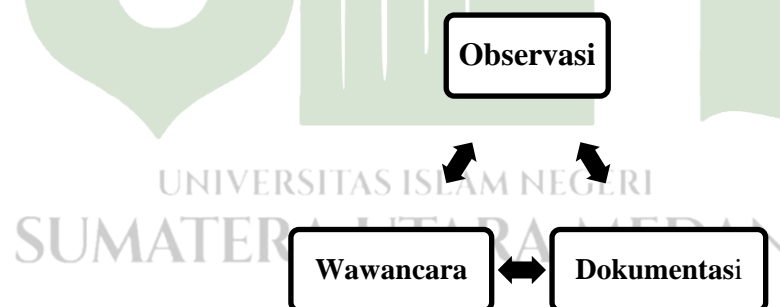 Observasi
UNIVERSITAS ISLAM NEGERI
SUMATERA UTARA MEDAN
Wawancara
Dokumentasi